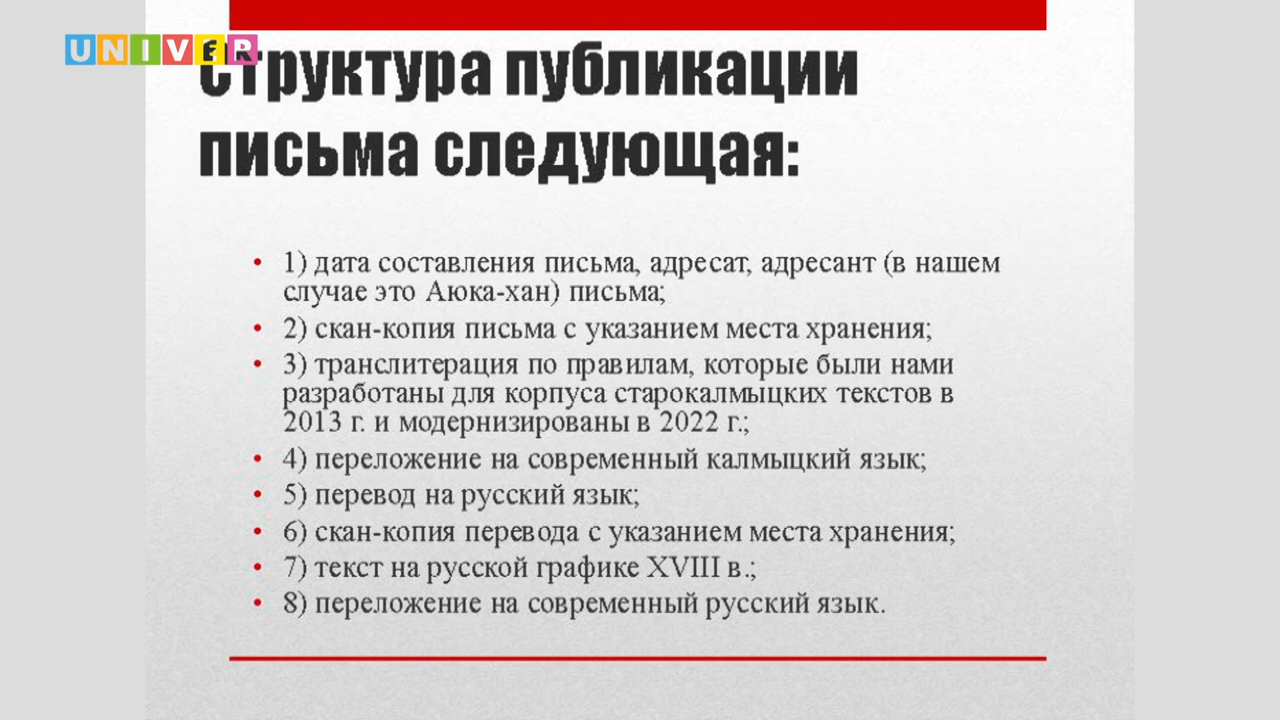 UNIVER
Структура публикации
письма следующая:
• 1) дата составления письма, адресат, адресант (в нашем
случае это Аюка-хан) письма;
• 2) скан-копия письма с указанием места хранения;
• 3) транслитерация по правилам, которые были нами
разработаны для корпуса старокалмыцких текстов в
2013 г. и модернизированы в 2022 г.;
• 4) переложение на современный калмыцкий язык;
• 5) перевод на русский язык;
• 6) скан-копия перевода с указанием места хранения;
• 7) текст на русской графике XVIII в.;
• 8) переложение на современный русский язык.